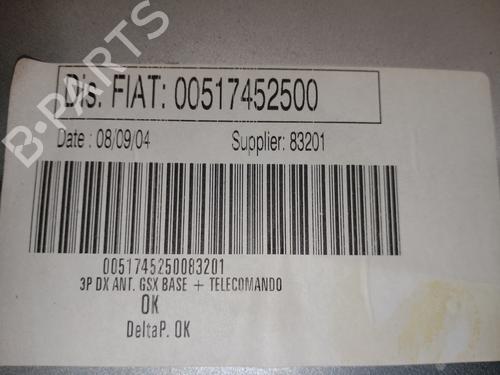 Dis. FIAT: 00517452500
Date : 08/09/04 Supplier: 83201
0051745250083201
3P DX ANT. GSX BASE + TELECOMANDO
OK
DeltaP. OK
B-PARTS